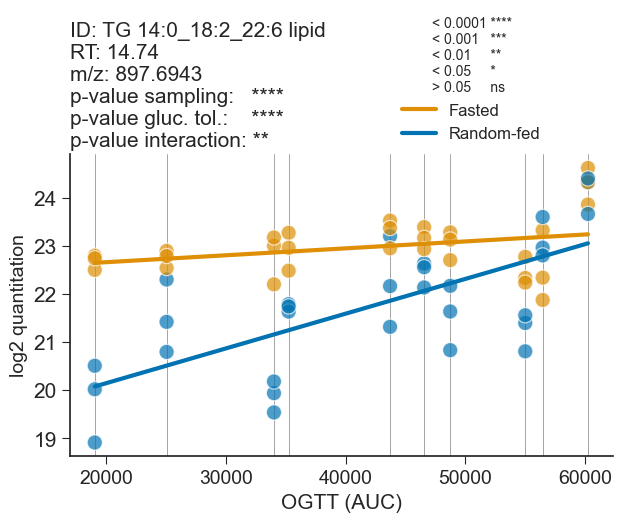 ID: TG 14:0_18:2_22:6 lipid
RT: 14.74
m/z: 897.6943
p-value sampling: ****
p-value gluc. tol.: ****
p-value interaction: **
< 0.0001 ****
< 0.001 ***
< 0.01 **
< 0.05 *
> 0.05 ns
Fasted
Random-fed
log2 quantitation
24
23
22
21
20
19
20000 30000 40000 50000 60000
OGTT (AUC)